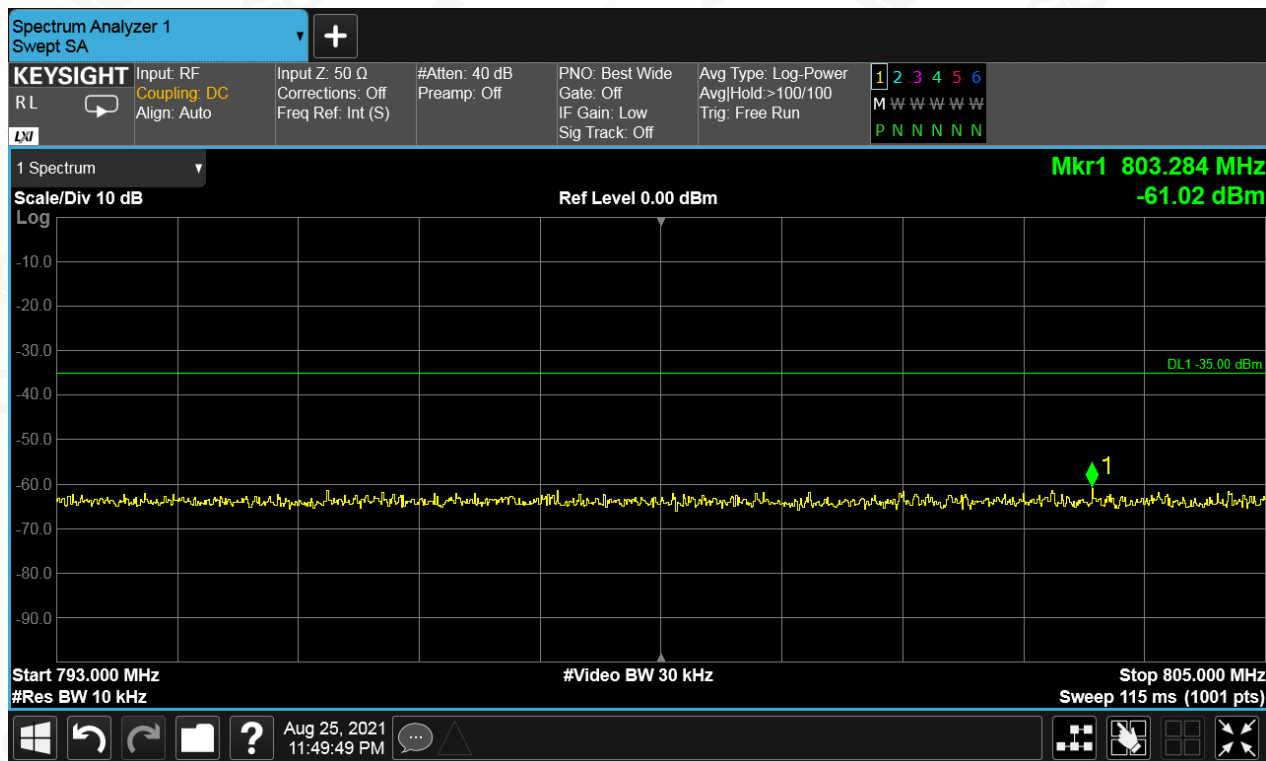 Spectrum Analyzer 1
Swept SA
KEYSIGHT
RL
LXI
Input: RF
Coupling: DC
Align: Auto
Input Z: 50 Ω
Corrections: Off
Freq Ref: Int (S)
#Atten: 40 dB
Preamp: Off
PNO: Best Wide
Gate: Off
IF Gain: Low
Sig Track: Off
Avg Type: Log-Power
Avg|Hold:>100/100
Trig: Free Run
1 2 3 4 5 6
M W W W W W
P N N N N N
1 Spectrum
Mkr1 803.284 MHz
-61.02 dBm
Scale/Div 10 dB
Ref Level 0.00 dBm
Log
-10.0
-20.0
-30.0
DL1 -35.00 dBm
-40.0
-50.0
1
-60.0
-70.0
-80.0
-90.0
Start 793.000 MHz
#Video BW 30 kHz
Stop 805.000 MHz
#Res BW 10 kHz
Sweep 115 ms (1001 pts)
?
Aug 25, 2021
11:49:49 PM